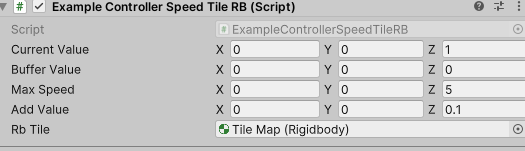 Example Controller Speed Tile RB (Script)
Script ExampleControllerSpeedTileRB
Current Value X 0 Y 0 Z 1
Buffer Value X 0 Y 0 Z 0
Max Speed X 0 Y 0 Z 5
Add Value X 0 Y 0 Z 0.1
Rb Tile Tile Map (Rigidbody)